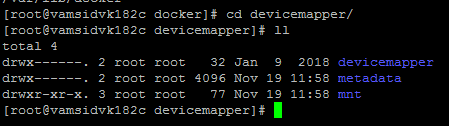 [root@vamsidvk182c docker]# cd devicemapper/
[root@vamsidvk182c devicemapper]# ll
total 4
drwx------. 2 root root   32 Jan  9  2018 devicemapper
drwx------. 2 root root 4096 Nov 19 11:58 metadata
drwxr-xr-x. 3 root root   77 Nov 19 11:58 mnt
[root@vamsidvk182c devicemapper]#